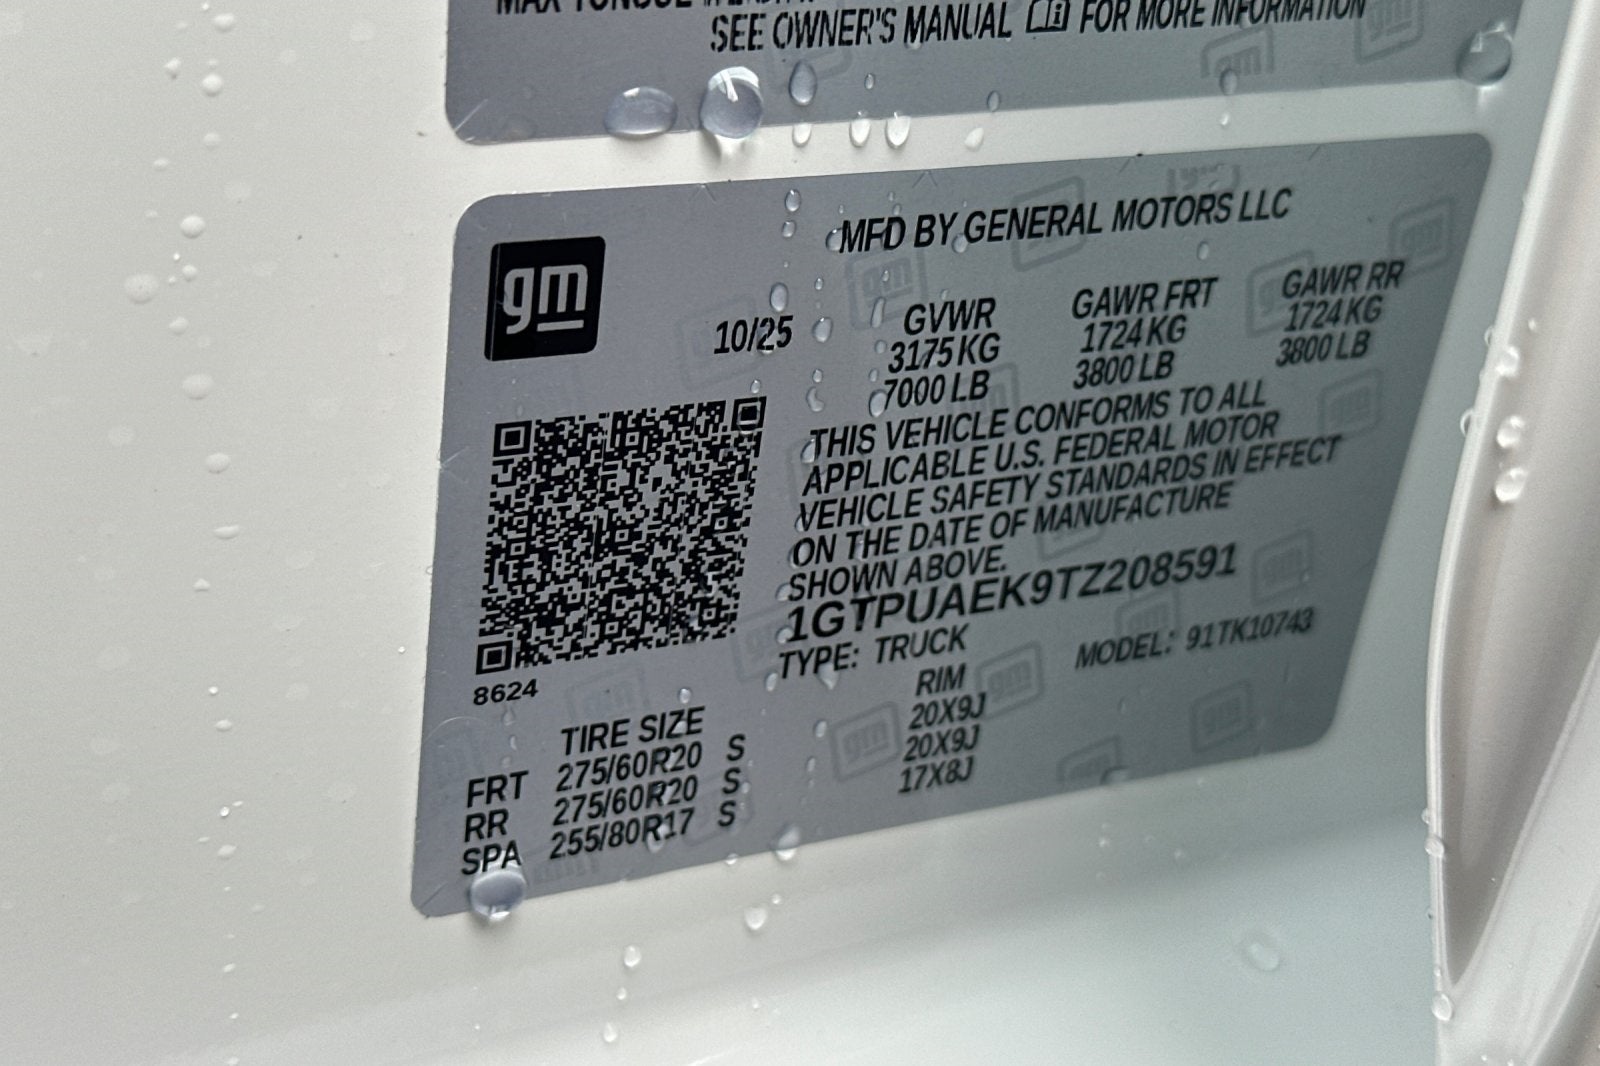 MAX TONGUE
SEE OWNER'S MANUAL FOR MORE INFORMATION
gm
MFD BY GENERAL MOTORS LLC
10/25
GVWR GAWR FRT GAWR RR
3175 KG 1724 KG 1724 KG
7000 LB 3800 LB 3800 LB
THIS VEHICLE CONFORMS TO ALL
APPLICABLE U.S. FEDERAL MOTOR
VEHICLE SAFETY STANDARDS IN EFFECT
ON THE DATE OF MANUFACTURE
SHOWN ABOVE.
1GTPUAEK9TZ208591
TYPE: TRUCK MODEL: 91TK10743
8624
TIRE SIZE RIM
FRT 275/60R20 S 20X9J
RR 275/60R20 S 20X9J
SPA 255/80R17 S 17X8J